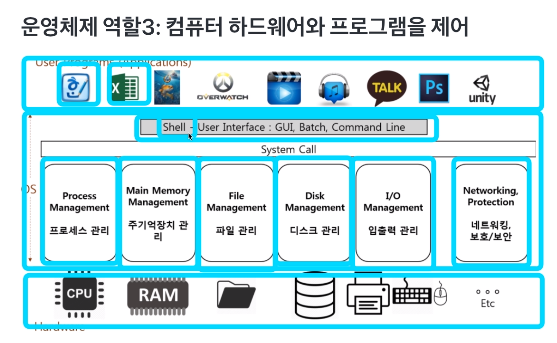 운영체제 역할3: 컴퓨터 하드웨어와 프로그램을 제어
User Programs (Applications)
한
X
OVERWATCH
TALK
Ps
unity
Shell - User Interface : GUI, Batch, Command Line
System Call
OS
Process
Management
프로세스 관리
Main Memory
Management
주기억장치 관
리
File
Management
파일 관리
Disk
Management
디스크 관리
I/O
Management
입출력 관리
Networking,
Protection
네트워킹,
보호/보안
CPU
RAM
Etc
Hardware